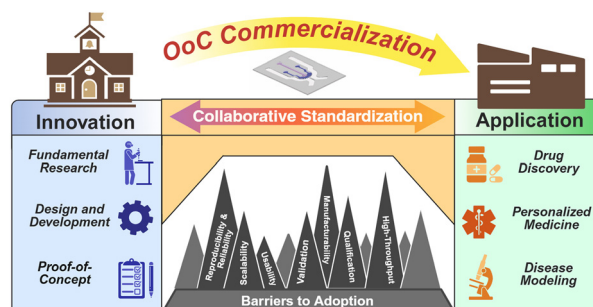 OoC Commercialization
Innovation
Collaborative Standardization
Application
Fundamental
Research
Design and
Development
Proof-of-
Concept
Reproducibility &
Reliability
Scalability
Usability
Validation
Manufacturability
Qualification
High-Throughput
Barriers to Adoption
Drug
Discovery
Personalized
Medicine
Disease
Modeling